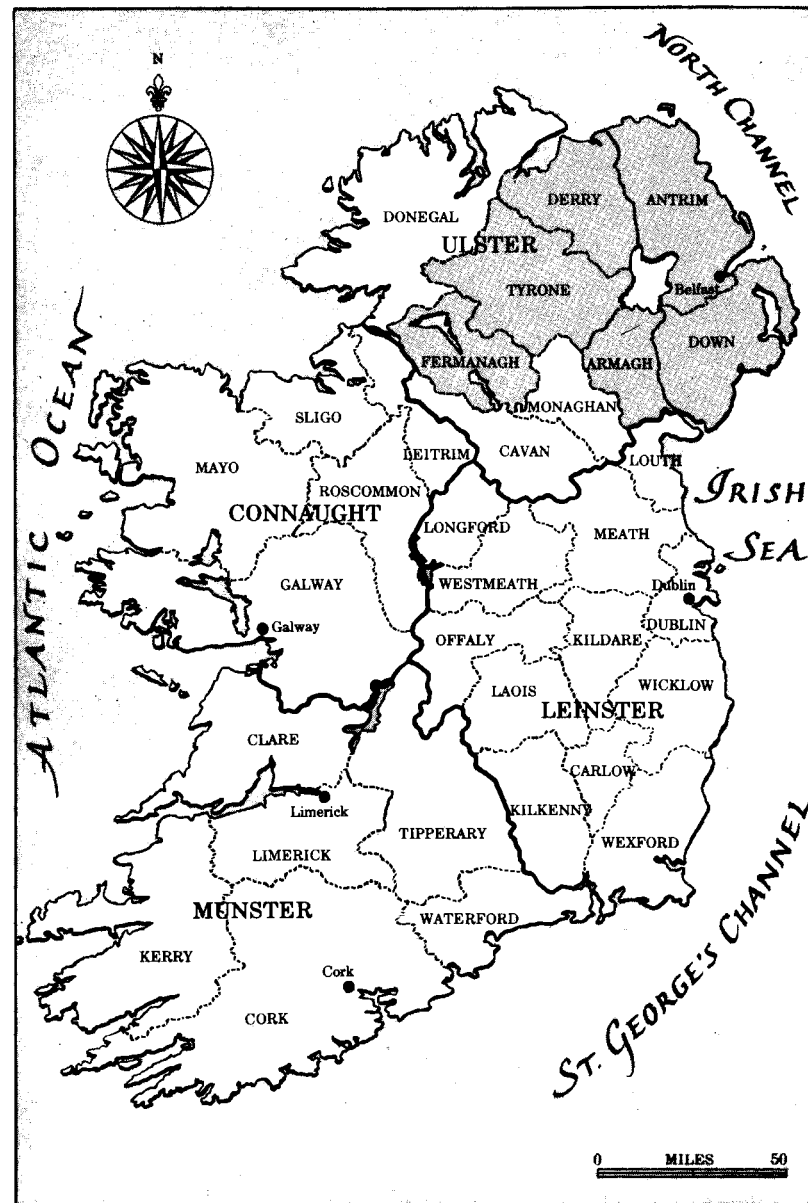 N
NORTH CHANNEL
DONEGAL
DERRY
ANTRIM
ULSTER
TYRONE
Belfast
FERMANAGH
ARMAGH
DOWN
MONAGHAN
ATLANTIC OCEAN
SLIGO
LEITRIM
CAVAN
LOUTH
MAYO
ROSCOMMON
IRISH
SEA
CONNAUGHT
LONGFORD
MEATH
GALWAY
WESTMEATH
Dublin
Galway
OFFALY
KILDARE
DUBLIN
LAOIS
WICKLOW
LEINSTER
CLARE
CARLOW
Limerick
KILKENNY
TIPPERARY
WEXFORD
LIMERICK
MUNSTER
WATERFORD
KERRY
Cork
CORK
ST. GEORGE'S CHANNEL
0 MILES 50